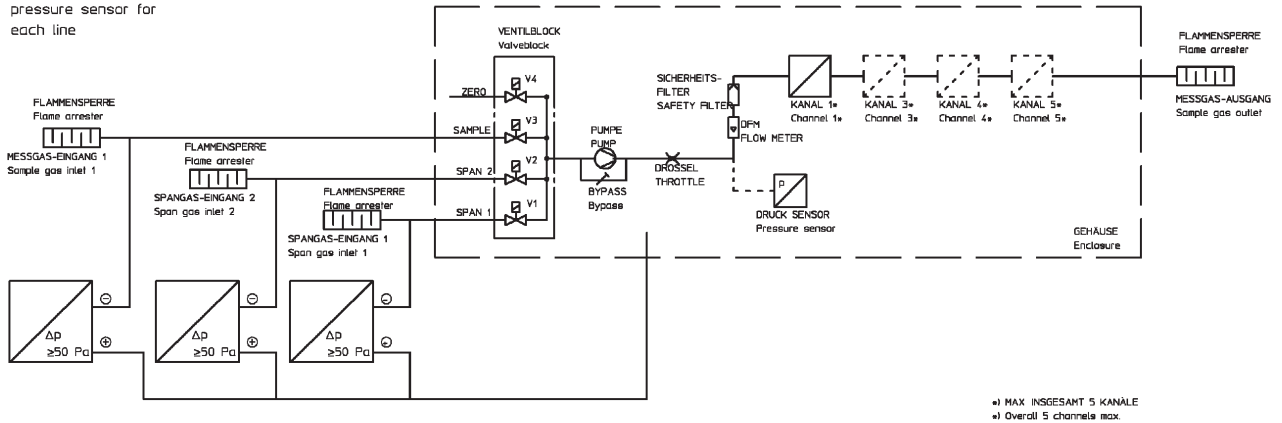 pressure sensor for
each line
VENTILBLOCK
Valveblock
V4
ZERO
V3
SAMPLE
V2
SPAN 2
V1
SPAN 1
FLAMMENSPERRE
Flame arrester
MESSGAS-EINGANG 1
Sample gas inlet 1
FLAMMENSPERRE
Flame arrester
SPANGAS-EINGANG 2
Span gas inlet 2
FLAMMENSPERRE
Flame arrester
SPANGAS-EINGANG 1
Span gas inlet 1
PUMPE
PUMP
BYPASS
Bypass
DROSSEL
THROTTLE
SICHERHEITS-
FILTER
SAFETY FILTER
DFM
FLOW METER
P
DRUCK SENSOR
Pressure sensor
KANAL 1*
Channel 1*
KANAL 3*
Channel 3*
KANAL 4*
Channel 4*
KANAL 5*
Channel 5*
FLAMMENSPERRE
Flame arrester
MESSGAS-AUSGANG
Sample gas outlet
GEHÄUSE
Enclosure
- 
Δp
≥50 Pa
+
-
Δp
≥50 Pa
+
-
Δp
≥50 Pa
*) MAX INSGESAMT 5 KANÄLE
*) Overall 5 channels max.